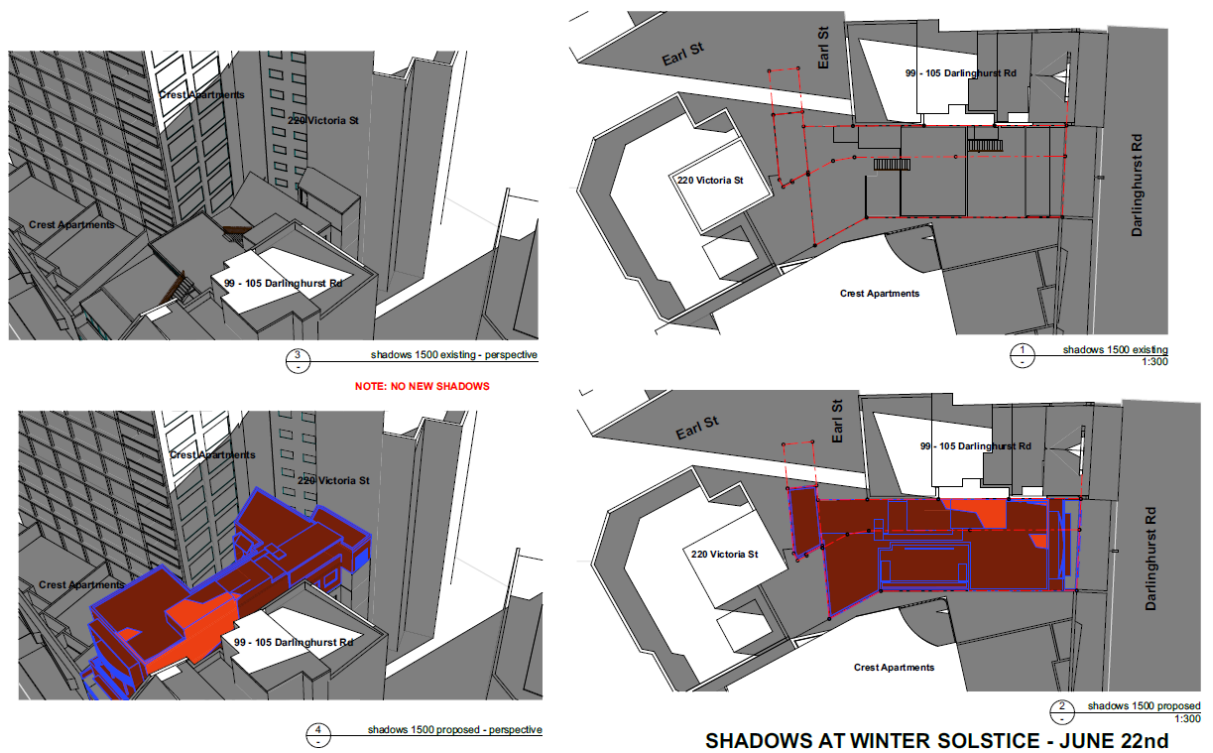 Crest Apartments
220 Victoria St
Crest Apartments
99 - 105 Darlinghurst Rd
3
-
shadows 1500 existing - perspective
Earl St
Earl St
99 - 105 Darlinghurst Rd
220 Victoria St
Darlinghurst Rd
Crest Apartments
1
-
shadows 1500 existing
1:300
NOTE: NO NEW SHADOWS
Crest Apartments
220 Victoria St
Crest Apartments
99 - 105 Darlinghurst Rd
4
-
shadows 1500 proposed - perspective
Earl St
Earl St
99 - 105 Darlinghurst Rd
220 Victoria St
Darlinghurst Rd
Crest Apartments
2
-
shadows 1500 proposed
1:300
SHADOWS AT WINTER SOLSTICE - JUNE 22nd